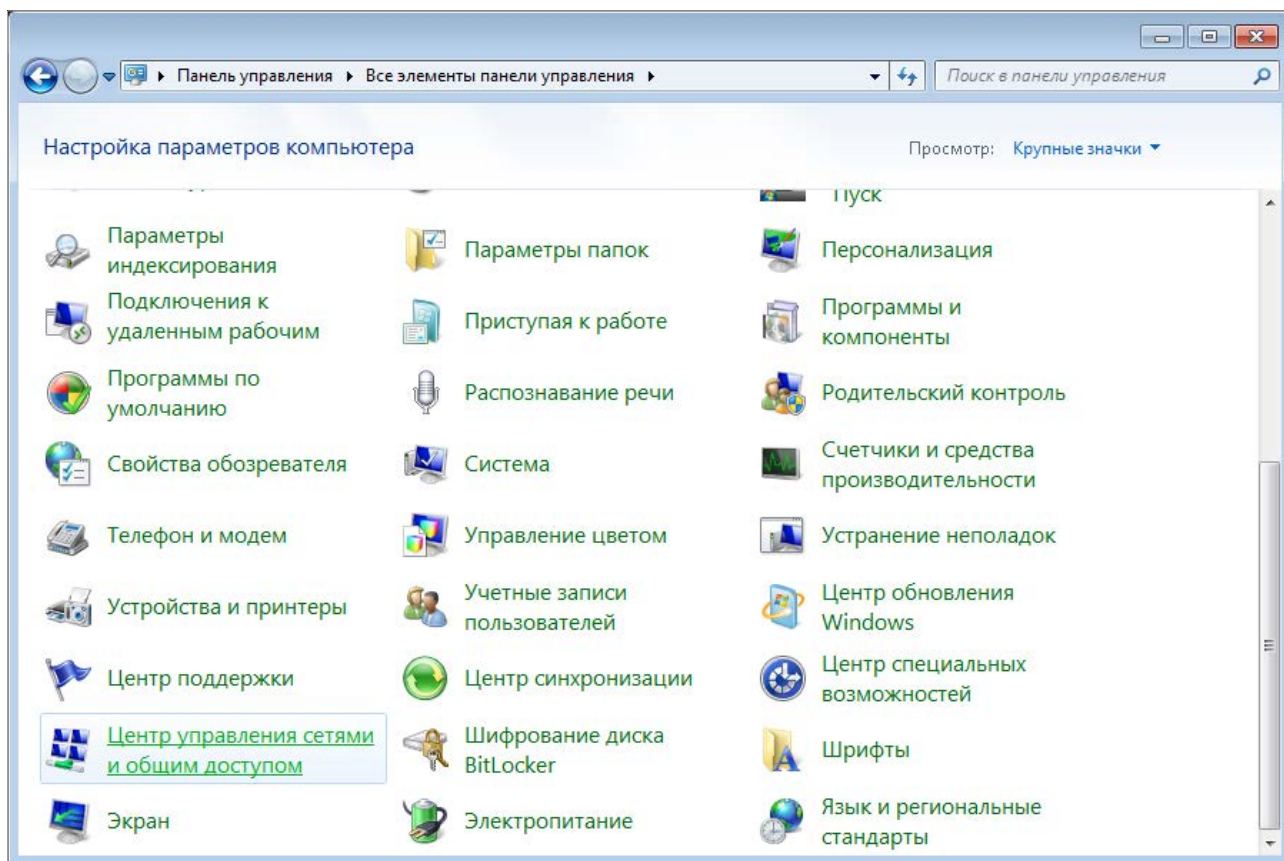 Панель управления Все элементы панели управления
Поиск в панели управления
Настройка параметров компьютера
Просмотр: Крупные значки
Пуск
Параметры
индексирования
Параметры папок
Персонализация
Подключения к
удаленным рабочим
Приступая к работе
Программы и
компоненты
Программы по
умолчанию
Распознавание речи
Родительский контроль
Свойства обозревателя
Система
Счетчики и средства
производительности
Телефон и модем
Управление цветом
Устранение неполадок
Устройства и принтеры
Учетные записи
пользователей
Центр обновления
Windows
Центр поддержки
Центр синхронизации
Центр специальных
возможностей
Центр управления сетями
и общим доступом
Шифрование диска
BitLocker
Шрифты
Экран
Электропитание
Язык и региональные
стандарты